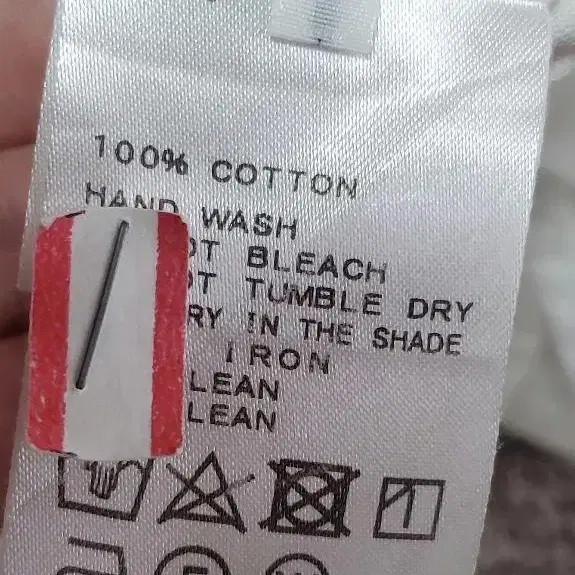 100% COTTON
HAND WASH
OT BLEACH
OT TUMBLE DRY
RY IN THE SHADE
IRON
LEAN
LEAN